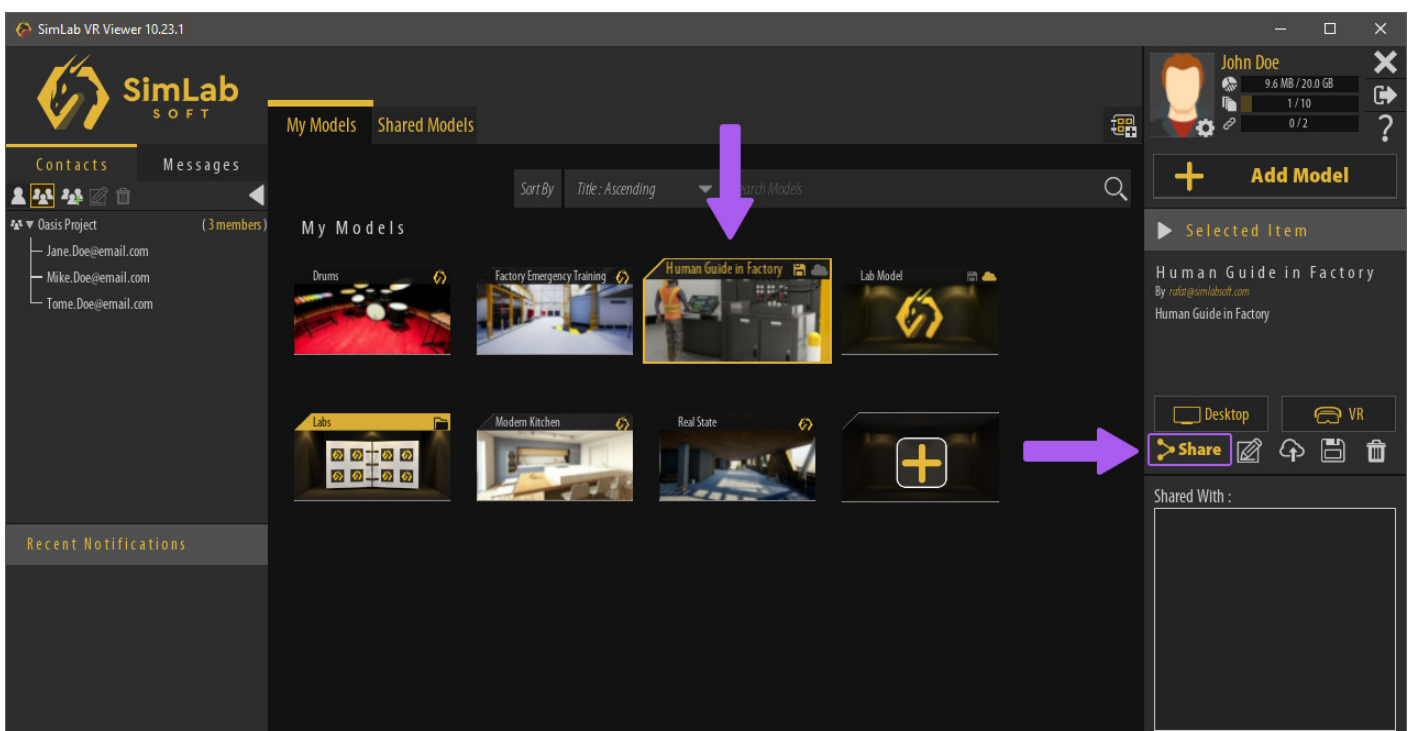 SimLab VR Viewer 10.23.1
SimLab
SOFT
Contacts Messages
Oasis Project (3 members)
Jane.Doe@email.com
Mike.Doe@email.com
Tome.Doe@email.com
Recent Notifications
My Models Shared Models
Sort By Title : Ascending Search Models
My Models
Drums
Factory Emergency Training
Human Guide in Factory
Lab Model
Labs
Modern Kitchen
Real State
John Doe
9.6 MB / 20.0 GB
1 / 10
0 / 2
?
Add Model
Selected Item
Human Guide in Factory
By rafat@simlabsoft.com
Human Guide in Factory
Desktop VR
Share
Shared With :